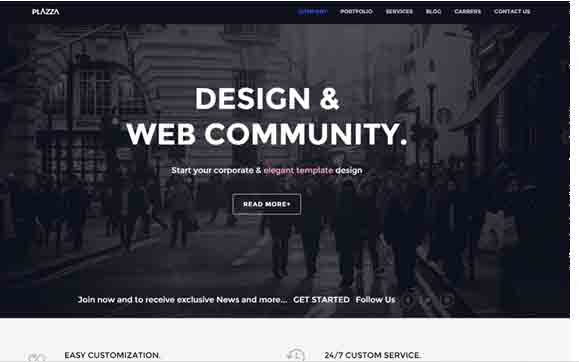 PLAZZA
COMPANY PORTFOLIO SERVICES BLOG CAREERS CONTACT US
DESIGN &
WEB COMMUNITY.
Start your corporate & elegant template design
READ MORE+
Join now and to receive exclusive News and more... GET STARTED Follow Us
EASY CUSTOMIZATION.
24/7 CUSTOM SERVICE.